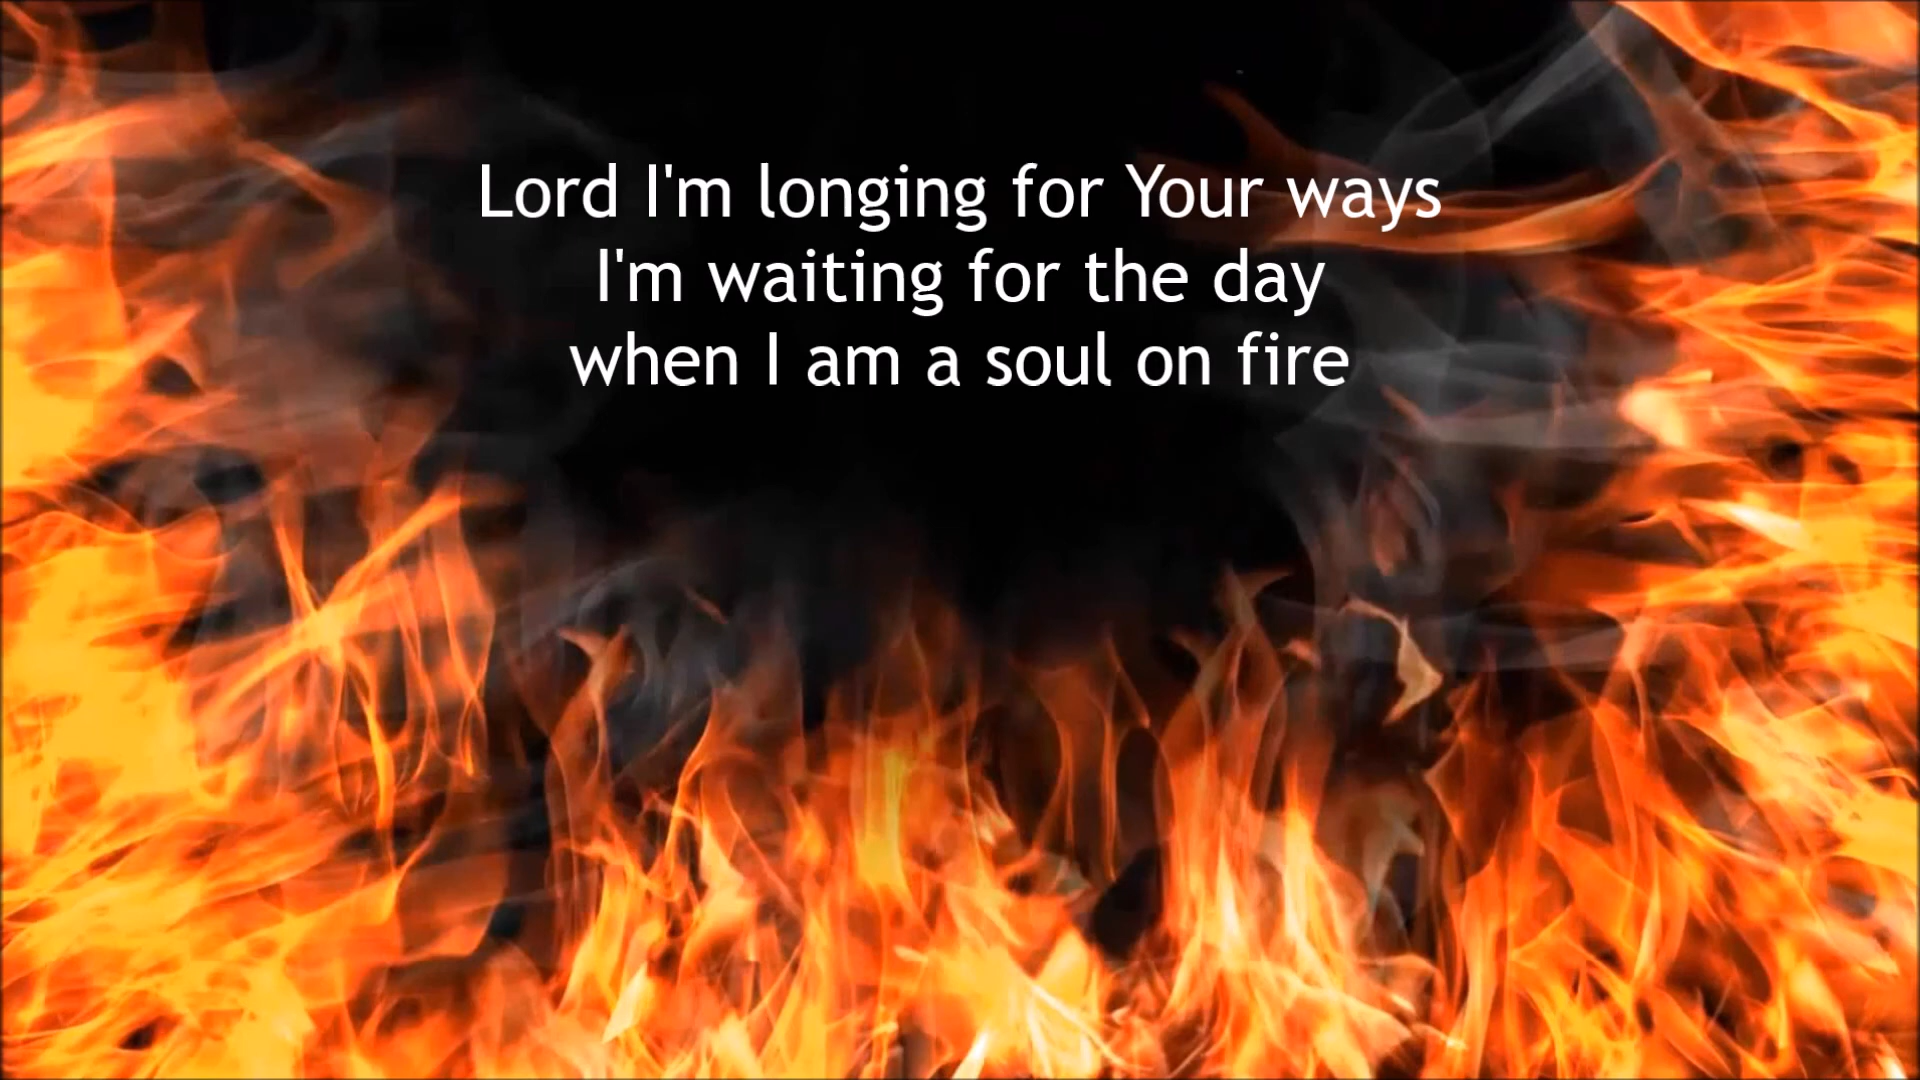 Lord I'm longing for Your ways
I'm waiting for the day
when I am a soul on fire